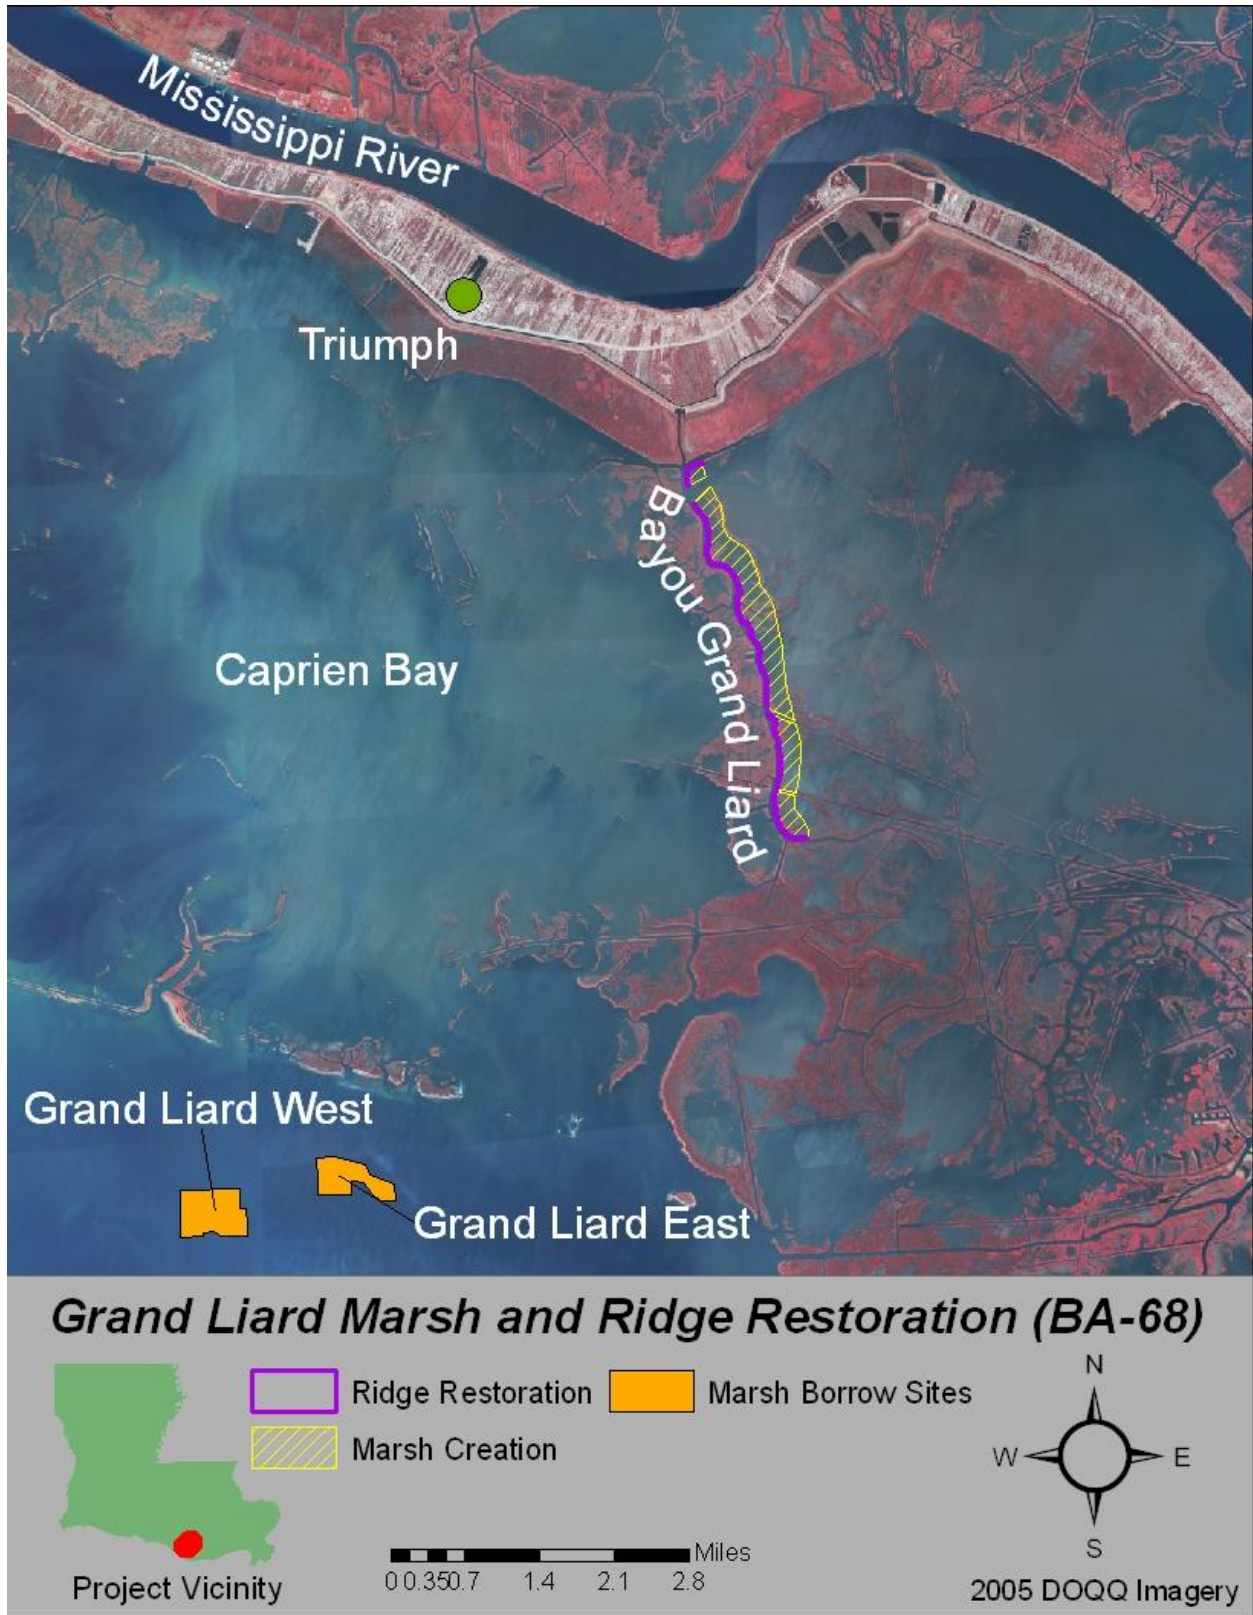 Mississippi River
Triumph
Bayou Grand Liard
Caprien Bay
Grand Liard West
Grand Liard East
Grand Liard Marsh and Ridge Restoration (BA-68)
Ridge Restoration
Marsh Borrow Sites
Marsh Creation
N
W
E
S
Miles
0 0.35 0.7 1.4 2.1 2.8
Project Vicinity
2005 DOQQ Imagery